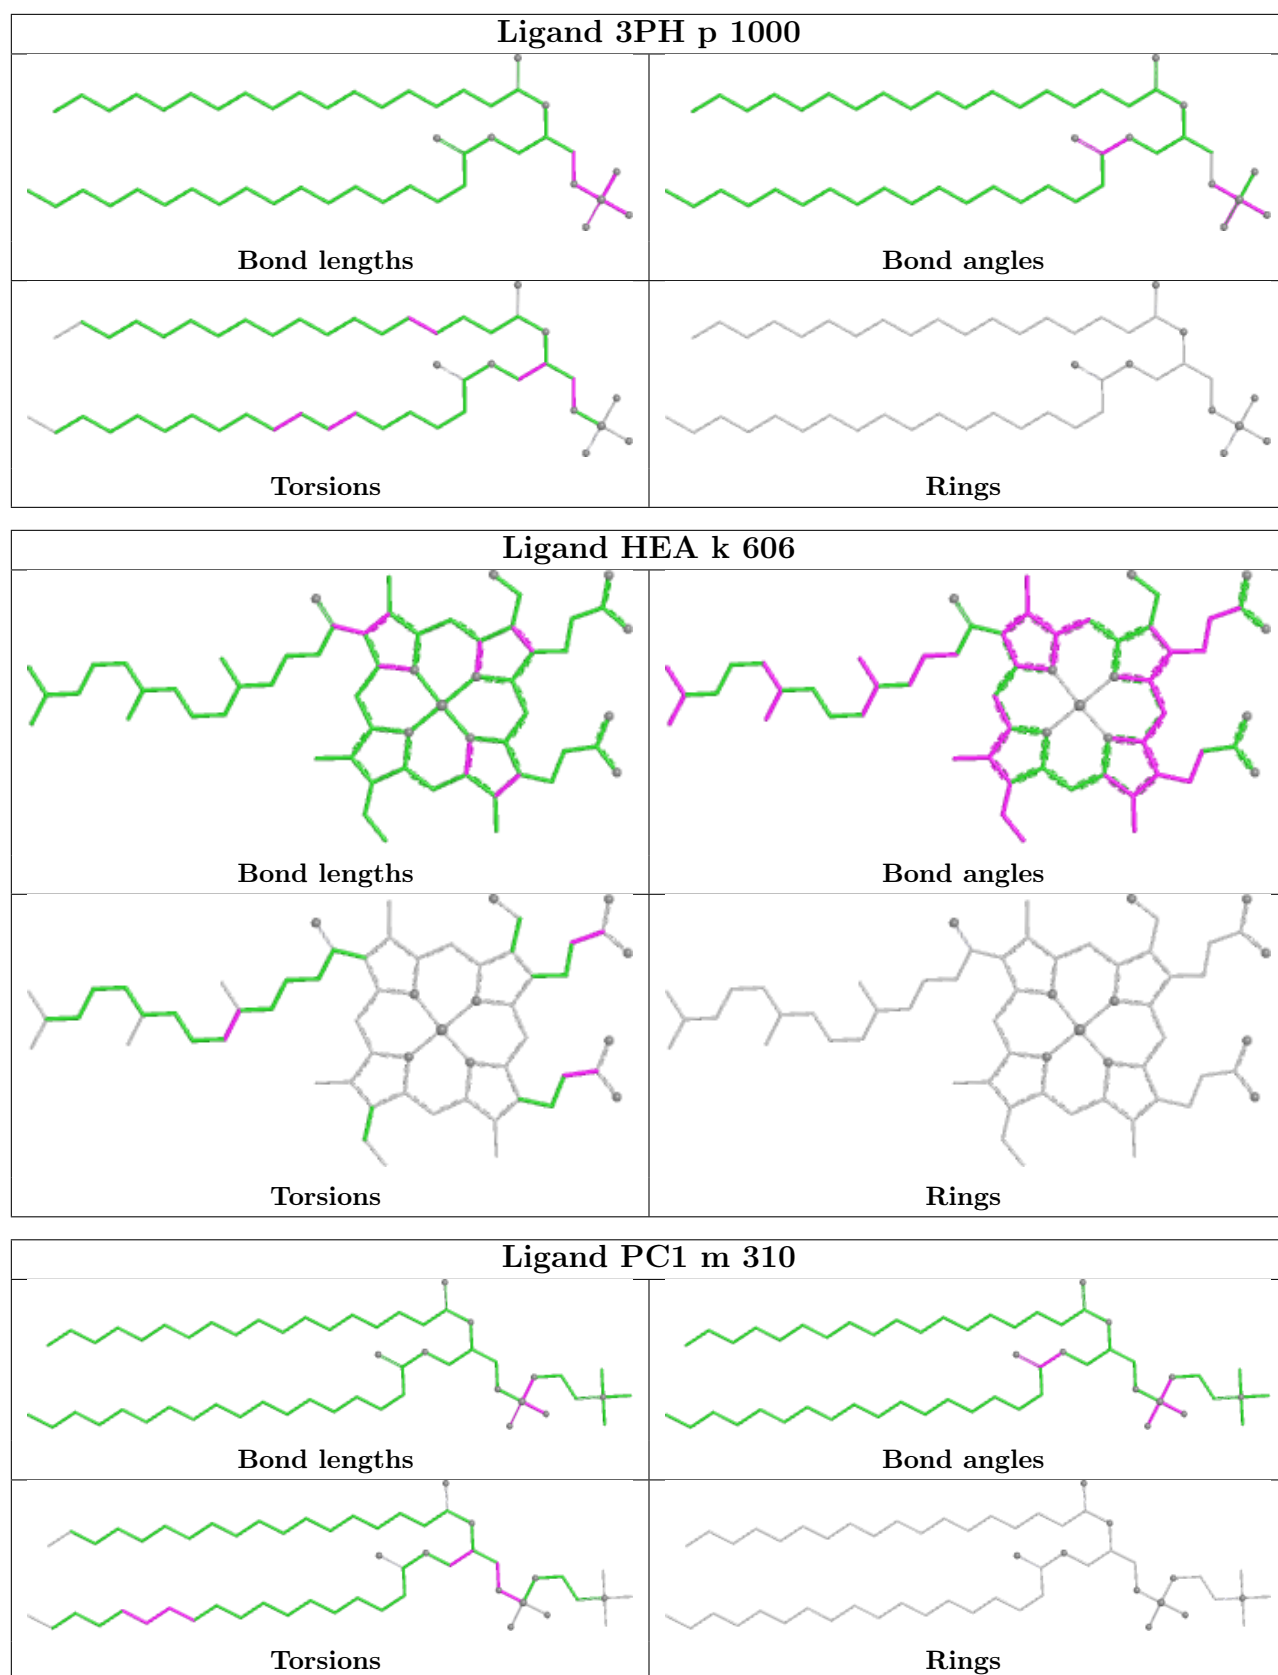 Ligand 3PH p 1000
Bond lengths
Bond angles
Torsions
Rings
Ligand HEA k 606
Bond lengths
Bond angles
Torsions
Rings
Ligand PC1 m 310
Bond lengths
Bond angles
Torsions
Rings